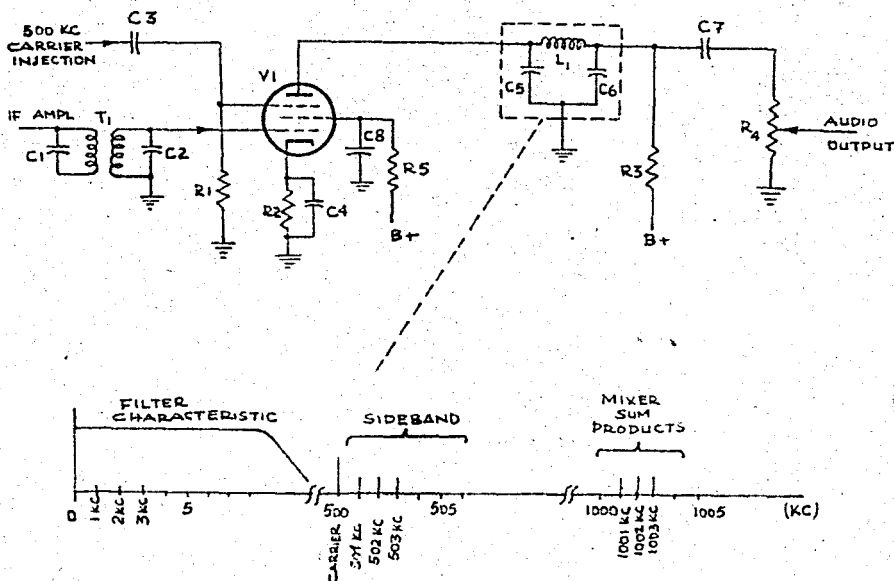 500 KC
CARRIER
INJECTION
C3
C7
V1
L1
C5
C6
IF AMPL
T1
C1
C2
C8
R5
R4
AUDIO
OUTPUT
R1
R2
C4
R3
B+
B+
FILTER
CHARACTERISTIC
SIDEBAND
MIXER
SUM
PRODUCTS
0
1 KC
2 KC
3 KC
5
500
CARRIER
501 KC
502 KC
503 KC
505
1000
1001 KC
1002 KC
1003 KC
1005
(KC)